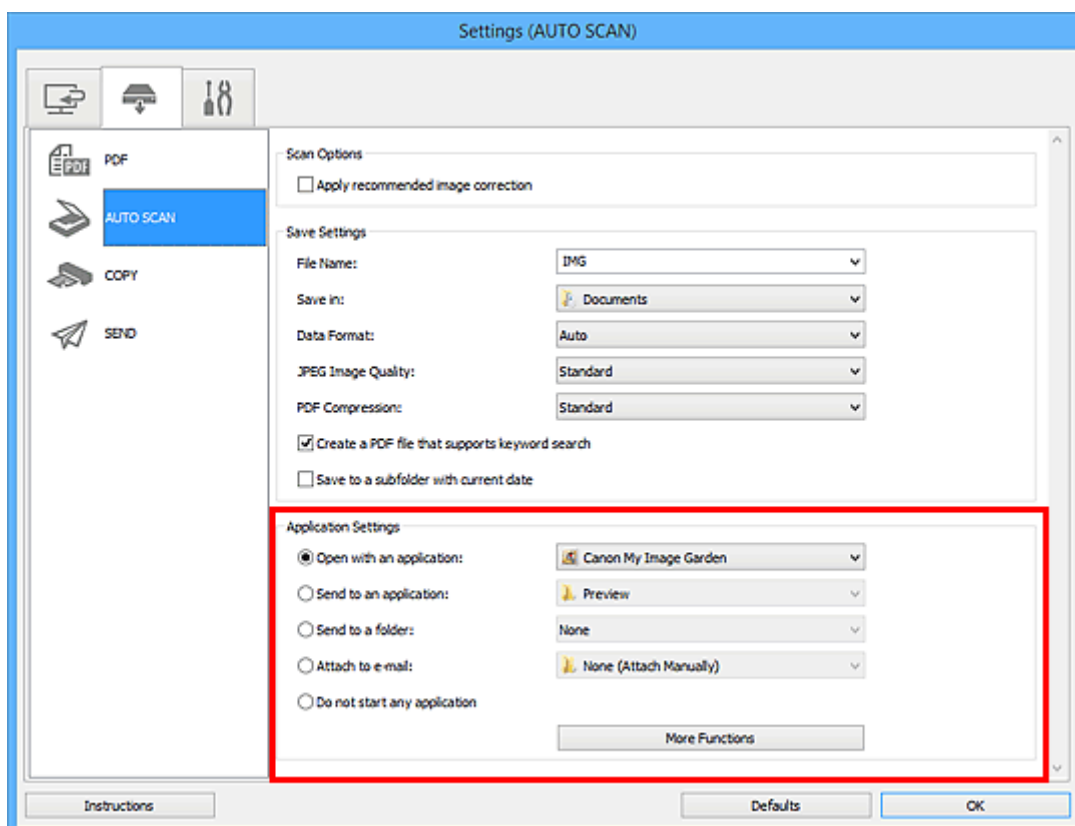 Settings (AUTO SCAN)
PDF
PDF
AUTO SCAN
COPY
SEND
Scan Options
Apply recommended image correction
Save Settings
File Name: IMG
Save in: Documents
Data Format: Auto
JPEG Image Quality: Standard
PDF Compression: Standard
Create a PDF file that supports keyword search
Save to a subfolder with current date
Application Settings
Open with an application: Canon My Image Garden
Send to an application: Preview
Send to a folder: None
Attach to e-mail: None (Attach Manually)
Do not start any application
More Functions
Instructions Defaults OK